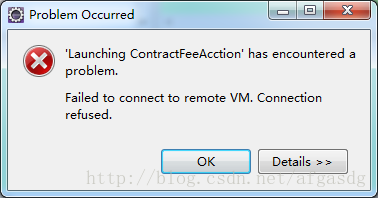 Problem Occurred
'Launching ContractFeeAcction' has encountered a
problem.
Failed to connect to remote VM. Connection
refused.
OK
Details >>
http://blog.csdn.net/afgasdg